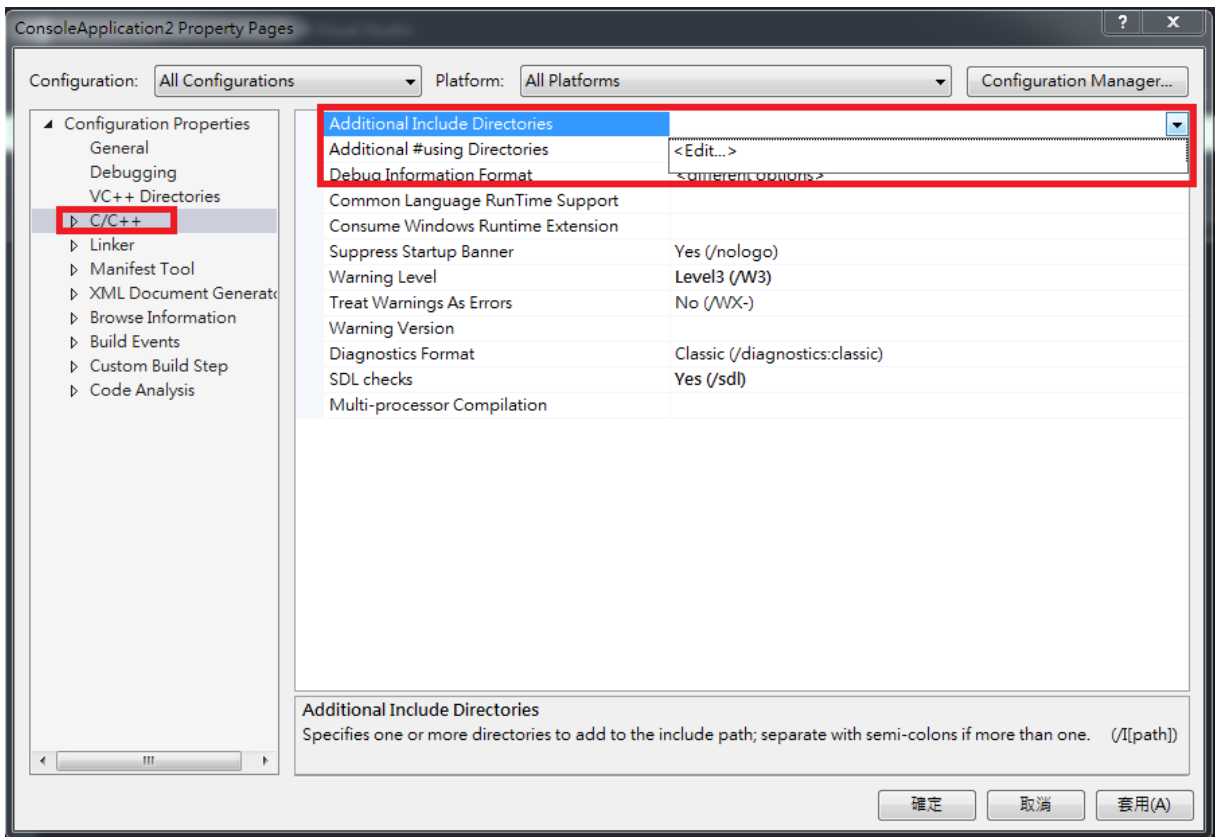 ConsoleApplication2 Property Pages
Configuration: All Configurations Platform: All Platforms Configuration Manager...
Configuration Properties
General
Debugging
VC++ Directories
C/C++
Linker
Manifest Tool
XML Document Generato
Browse Information
Build Events
Custom Build Step
Code Analysis
Additional Include Directories
Additional #using Directories <Edit...>
Debug Information Format <different options>
Common Language RunTime Support
Consume Windows Runtime Extension
Suppress Startup Banner Yes (/nologo)
Warning Level Level3 (/W3)
Treat Warnings As Errors No (/WX-)
Warning Version
Diagnostics Format Classic (/diagnostics:classic)
SDL checks Yes (/sdl)
Multi-processor Compilation
Additional Include Directories
Specifies one or more directories to add to the include path; separate with semi-colons if more than one. (/I[path])
確定 取消 套用(A)